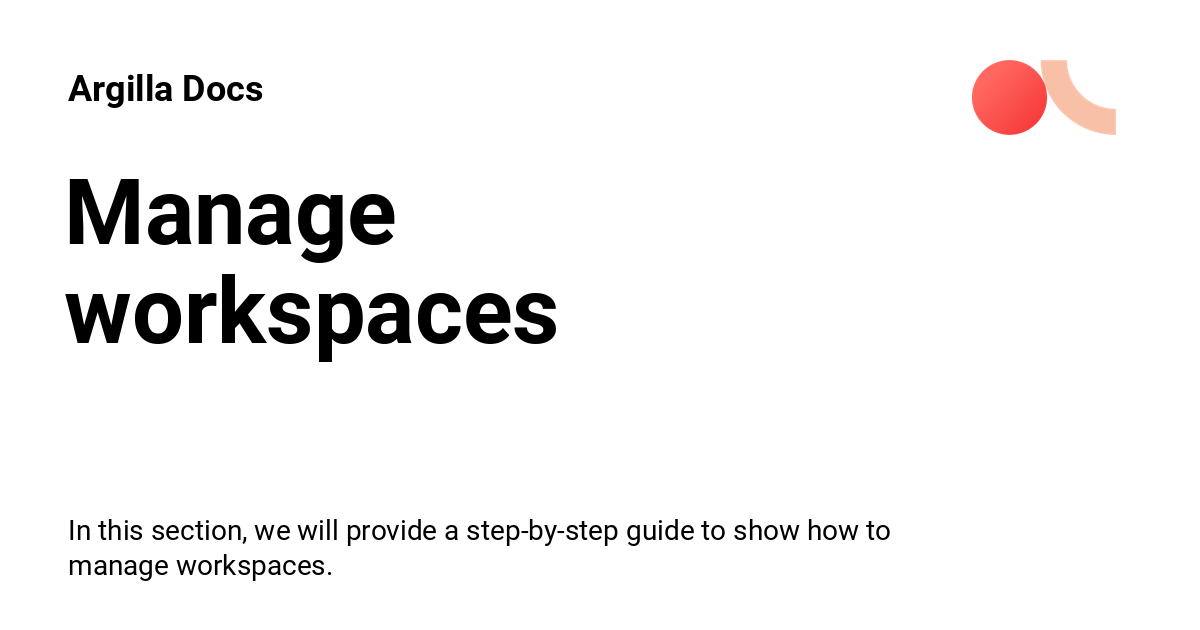 Argilla Docs
Manage
workspaces
In this section, we will provide a step-by-step guide to show how to
manage workspaces.